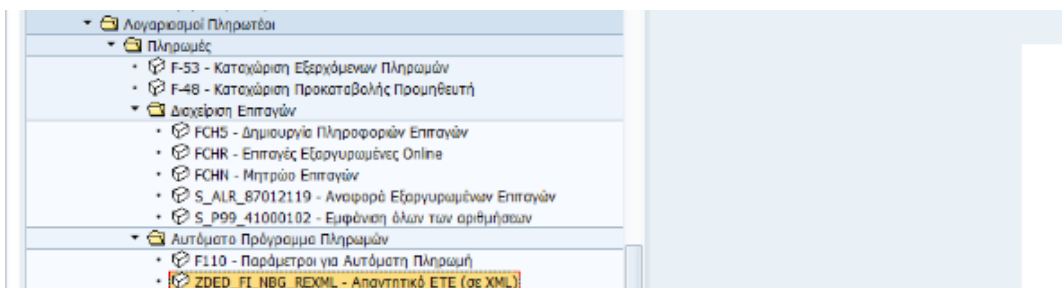 Λογαριασμοί Πληρωτέοι
Πληρωμές
F-53 - Καταχώριση Εξερχόμενων Πληρωμών
F-48 - Καταχώριση Προκαταβολής Προμηθευτή
Διαχείριση Επιταγών
FCH5 - Δημιουργία Πληροφοριών Επιταγών
FCHR - Επιταγές Εξαργυρωμένες Online
FCHN - Μητρώο Επιταγών
S_ALR_87012119 - Αναφορά Εξαργυρωμένων Επιταγών
S_P99_41000102 - Εμφάνιση όλων των αριθμήσεων
Αυτόματο Πρόγραμμα Πληρωμών
F110 - Παράμετροι για Αυτόματη Πληρωμή
ZDED_FI_NBG_REXML - Απαντητικό ΕΤΕ (σε XML)